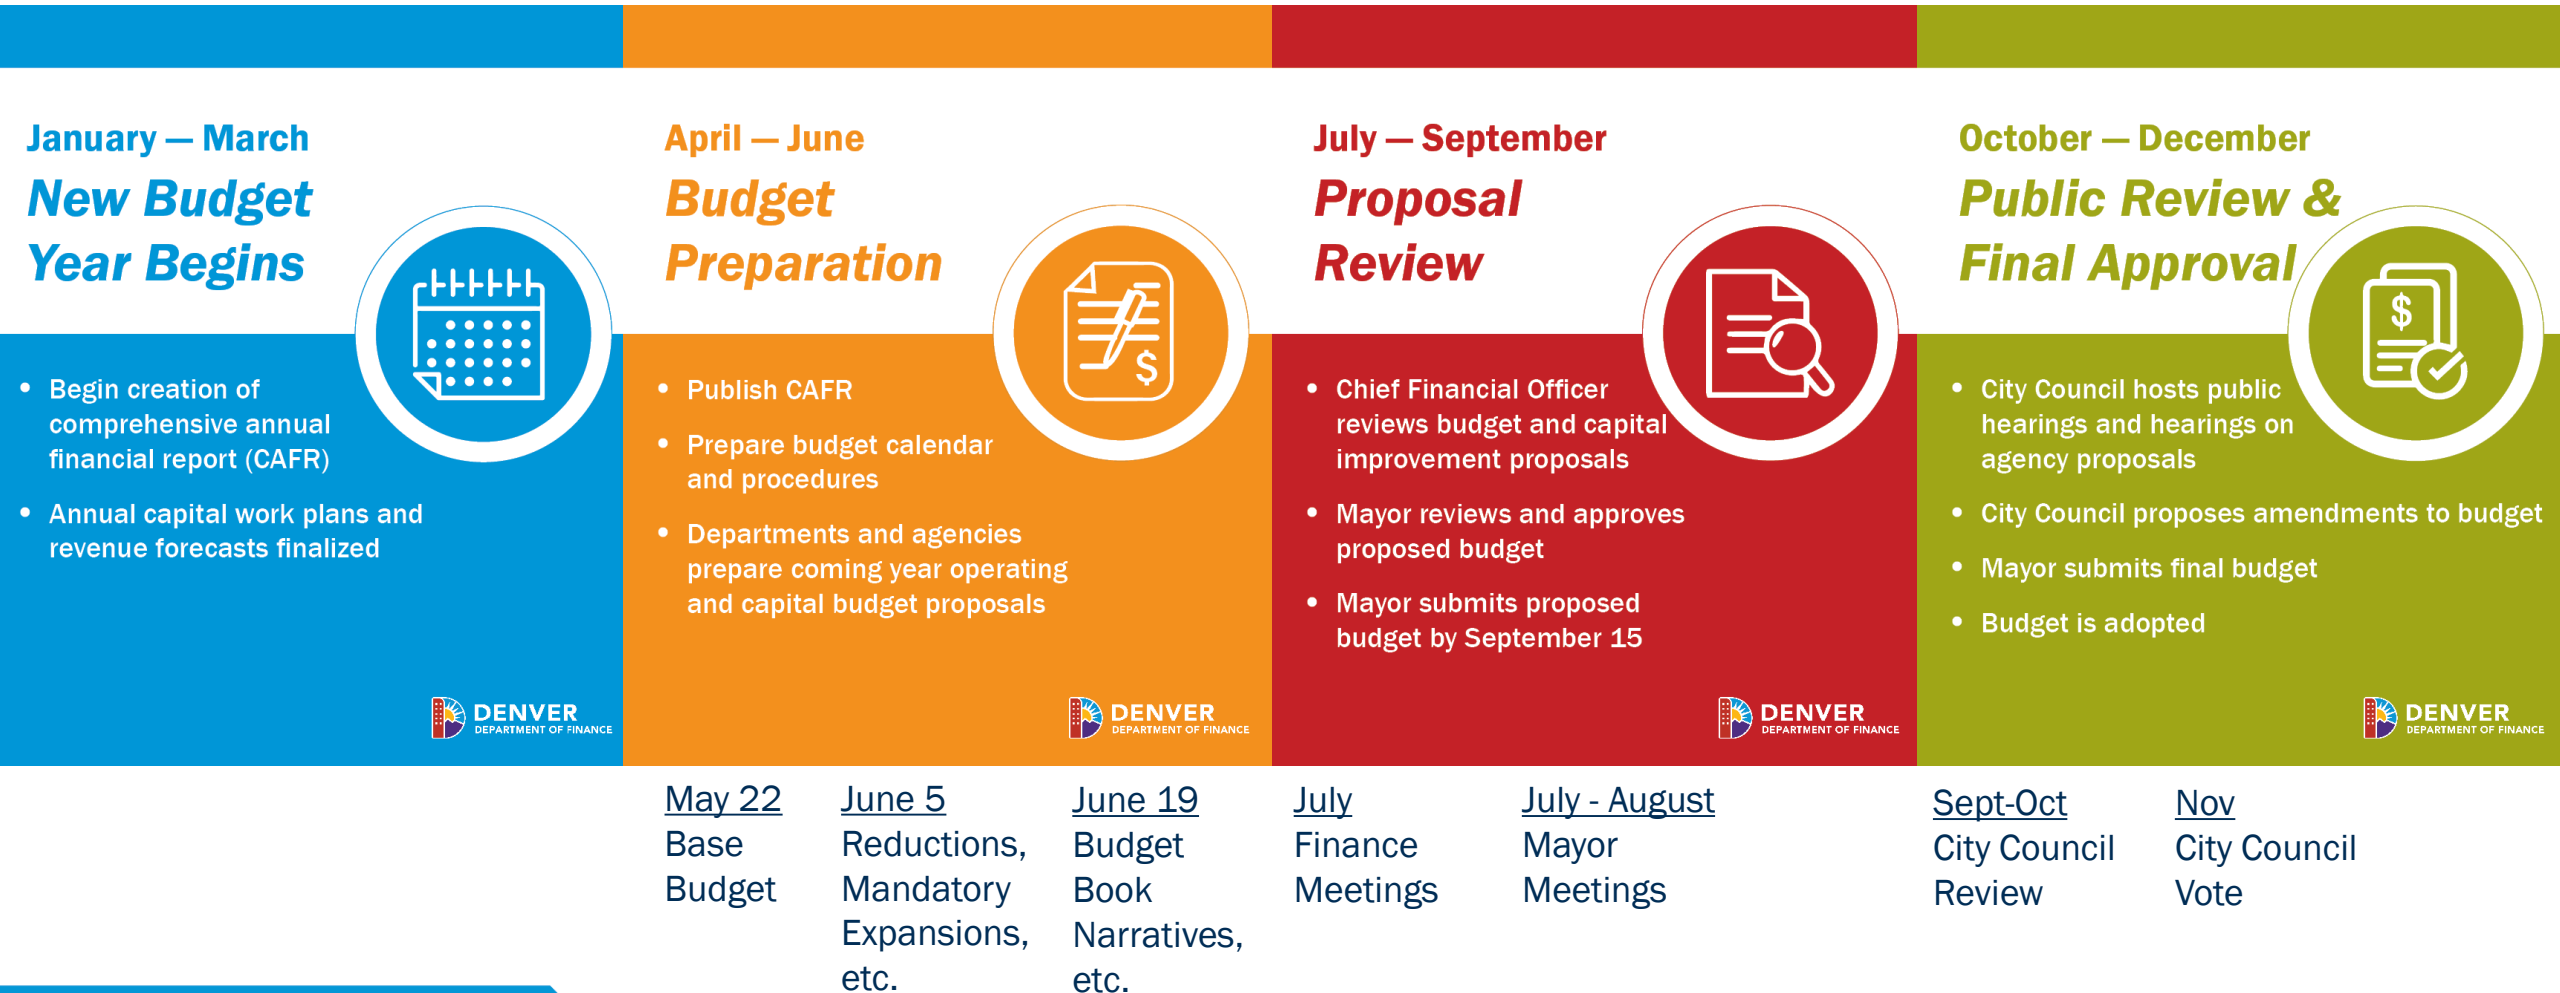 January — March
New Budget
Year Begins
• Begin creation of
comprehensive annual
financial report (CAFR)
• Annual capital work plans and
revenue forecasts finalized
DENVER
DEPARTMENT OF FINANCE
April — June
Budget
Preparation
$
• Publish CAFR
• Prepare budget calendar
and procedures
• Departments and agencies
prepare coming year operating
and capital budget proposals
DENVER
DEPARTMENT OF FINANCE
July — September
Proposal
Review
• Chief Financial Officer
reviews budget and capital
improvement proposals
• Mayor reviews and approves
proposed budget
• Mayor submits proposed
budget by September 15
DENVER
DEPARTMENT OF FINANCE
October — December
Public Review &
Final Approval
$
• City Council hosts public
hearings and hearings on
agency proposals
• City Council proposes amendments to budget
• Mayor submits final budget
• Budget is adopted
DENVER
DEPARTMENT OF FINANCE
May 22
Base
Budget
June 5
Reductions,
Mandatory
Expansions,
etc.
June 19
Budget
Book
Narratives,
etc.
July
Finance
Meetings
July - August
Mayor
Meetings
Sept-Oct
City Council
Review
Nov
City Council
Vote